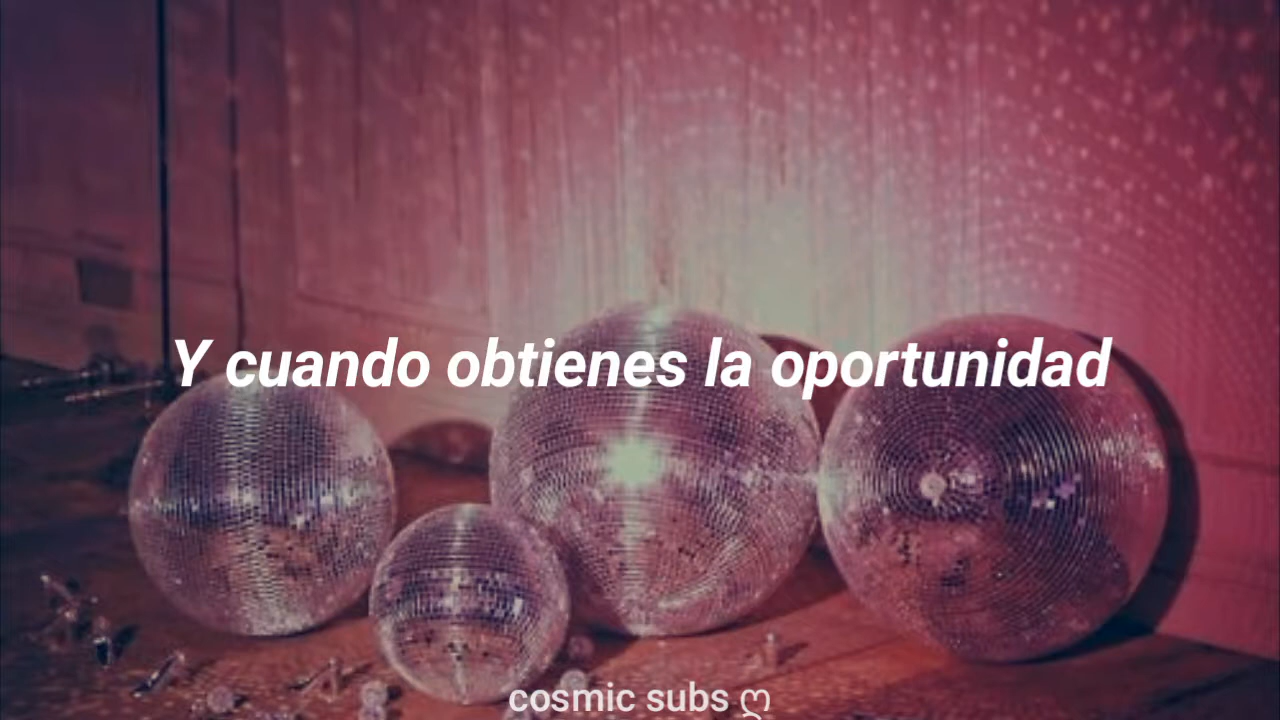 Y cuando obtienes la oportunidad
cosmic subs ღ